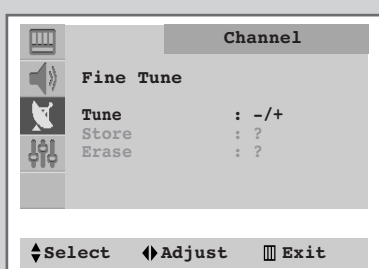 Channel
Fine Tune
Tune : -/+
Store : ?
Erase : ?
Select Adjust Exit